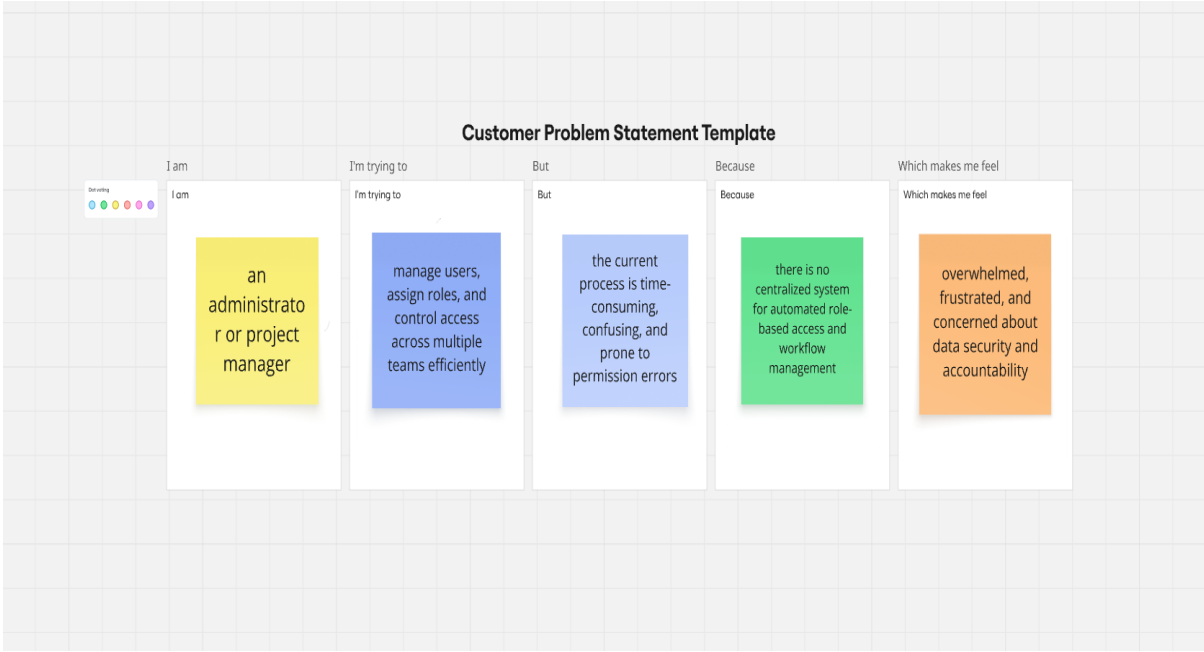 Customer Problem Statement Template
I am
I'm trying to
But
Because
Which makes me feel
Dot voting
I am
I'm trying to
But
Because
Which makes me feel
an
administrato
r or project
manager
manage users,
assign roles, and
control access
across multiple
teams efficiently
the current
process is time-
consuming,
confusing, and
prone to
permission errors
there is no
centralized system
for automated role-
based access and
workflow
management
overwhelmed,
frustrated, and
concerned about
data security and
accountability